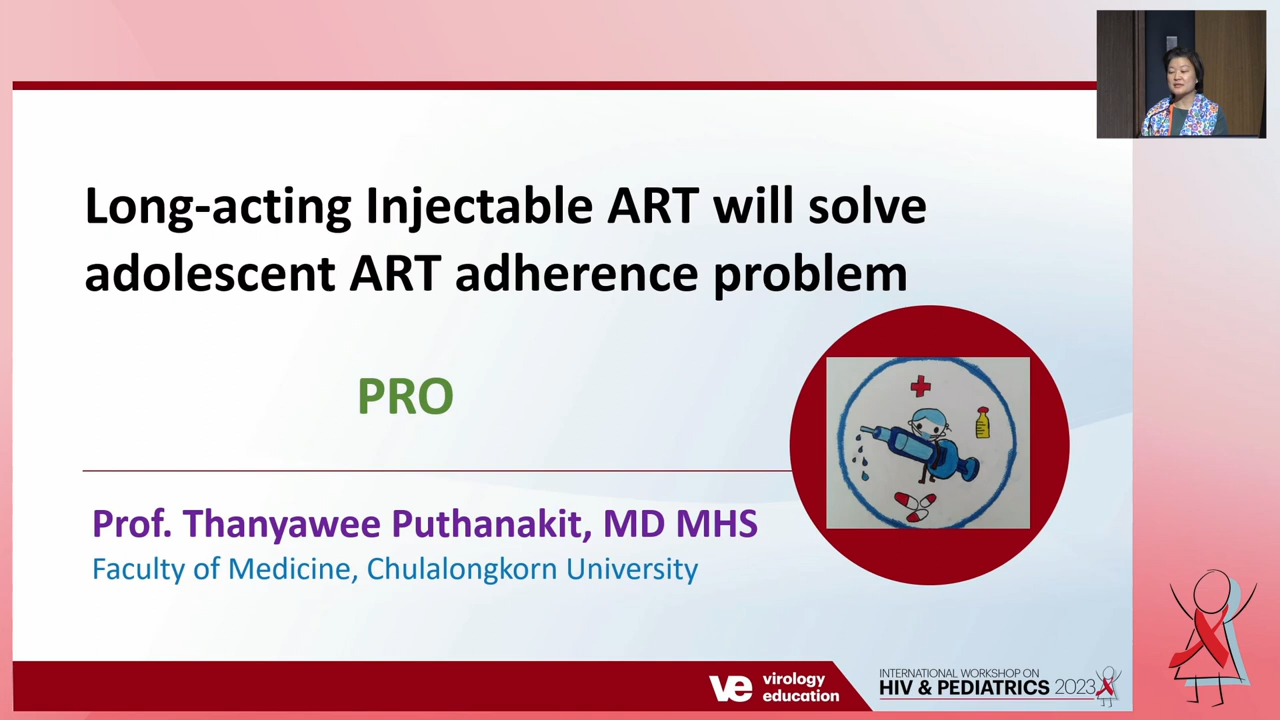 Long-acting Injectable ART will solve
adolescent ART adherence problem
PRO
Prof. Thanyawee Puthanakit, MD MHS
Faculty of Medicine, Chulalongkorn University
ve virology
education
INTERNATIONAL WORKSHOP ON
HIV & PEDIATRICS 2023